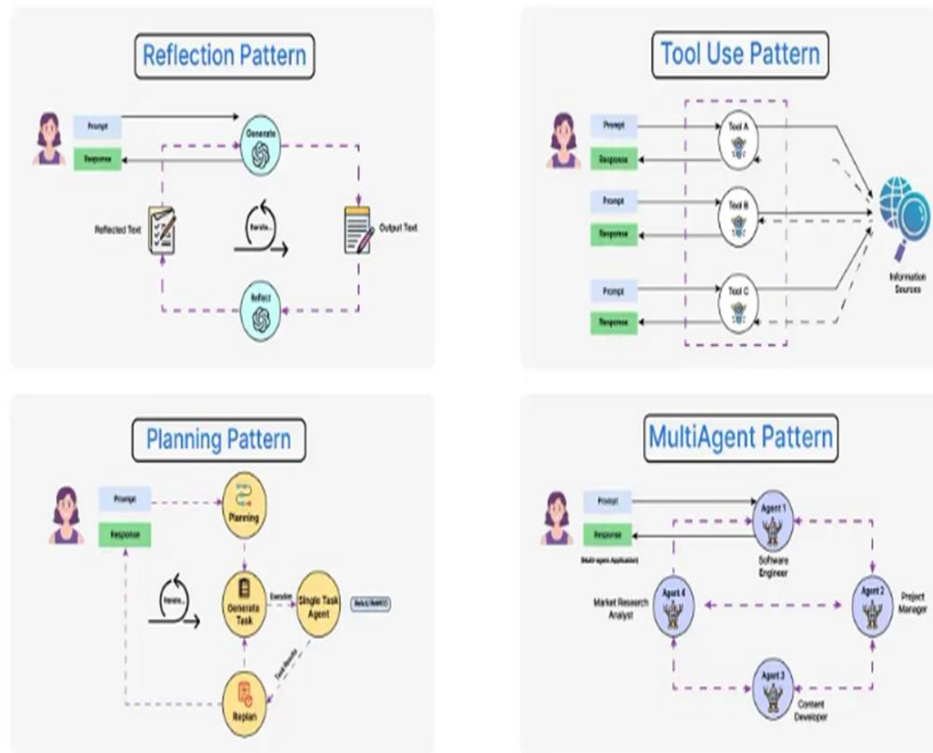 Reflection Pattern
Prompt
Response
Generate
Reflected Text
Iterate...
Output Text
Reflect
Tool Use Pattern
Prompt
Response
Tool A
Prompt
Response
Tool B
Prompt
Response
Tool C
Information
Sources
Planning Pattern
Prompt
Response
Planning
Iterate...
Generate
Task
Execution
Single Task
Agent
Task Results
Replan
MultiAgent Pattern
Prompt
Response
(Multi-agent Application)
Agent 1
Software
Engineer
Market Research
Analyst
Agent 4
Agent 2
Project
Manager
Agent 3
Content
Developer